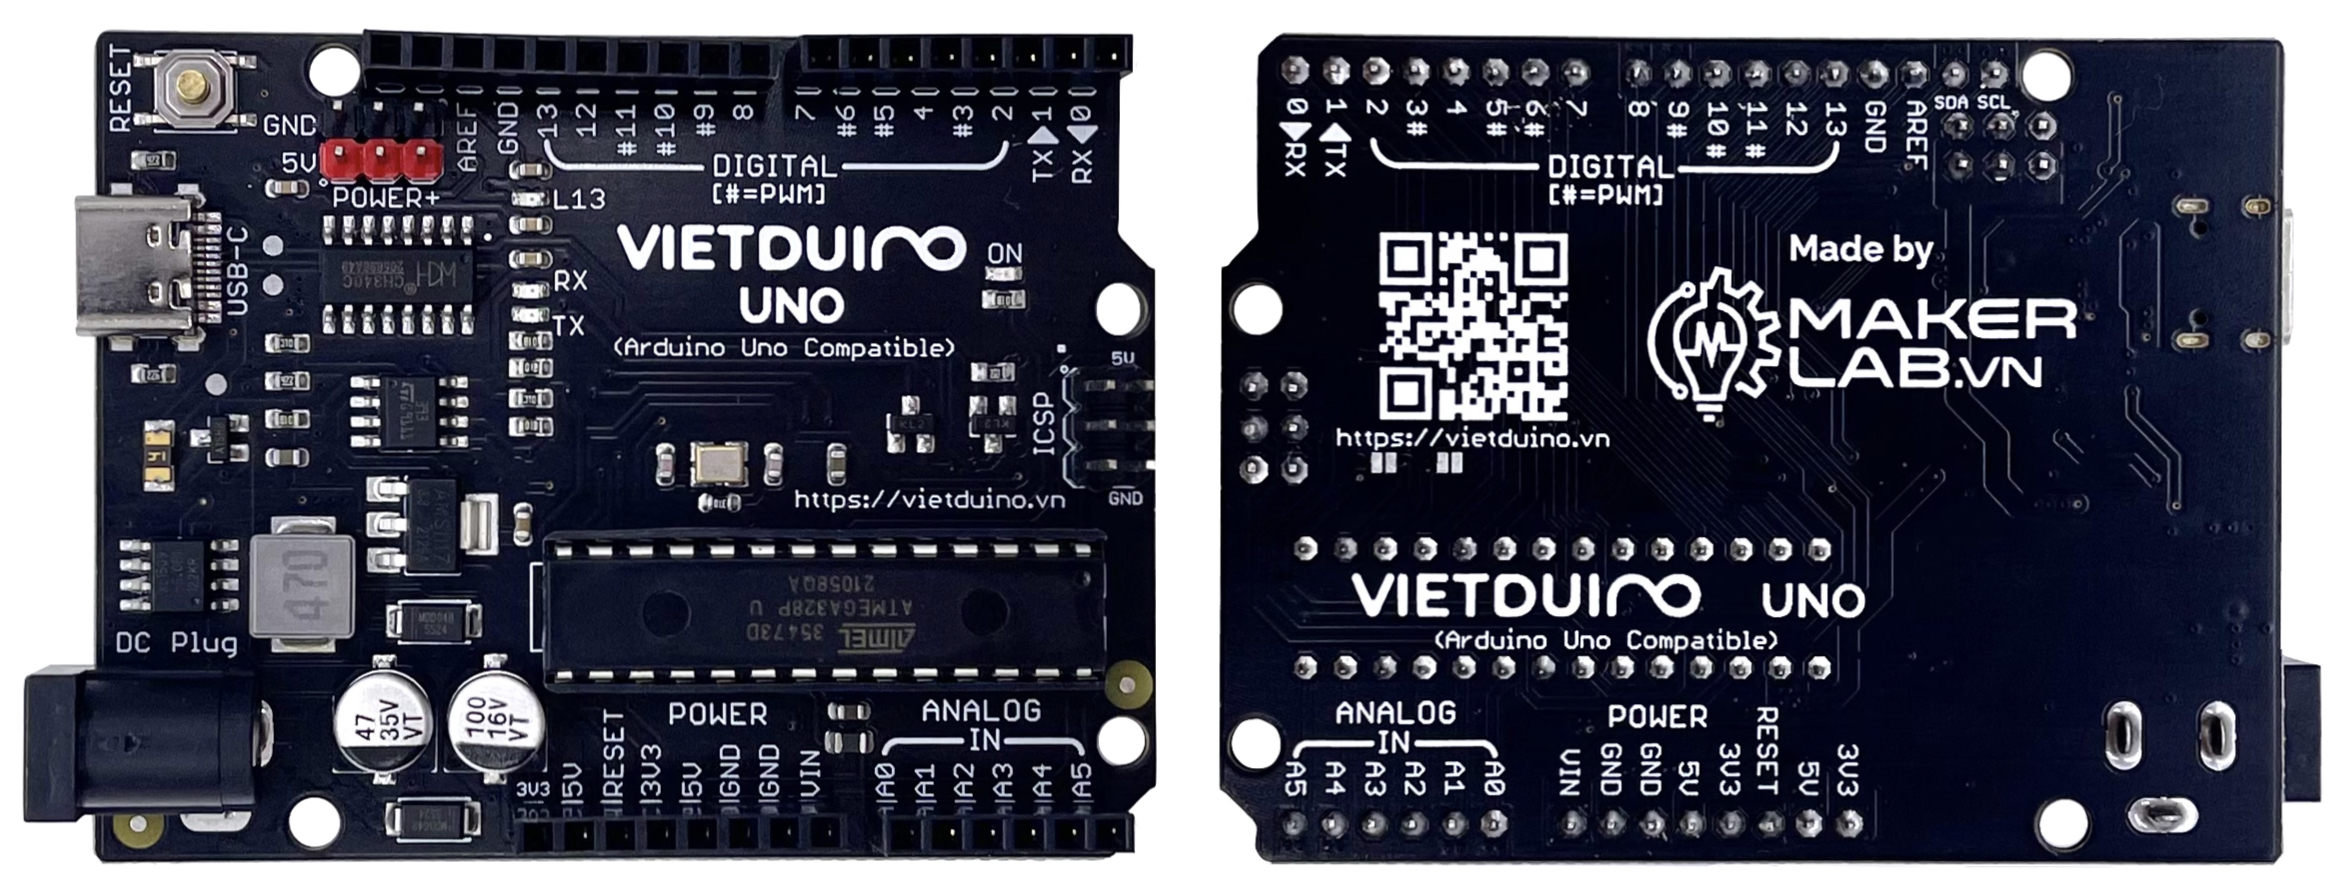 RESET
GND
5V
POWER+
AREF
GND
13
12
#11
#10
#9
8
7
#6
#5
4
#3
2
TX▶1
RX◀0
DIGITAL
[#=PWM]
L13
USB-C
WCH
CH340C
RX
TX
VIETDUINO
UNO
(Arduino Uno Compatible)
ON
ICSP
5V
GND
https://vietduino.vn
470
DC Plug
SS24
ATMEL
35473D
ATMEGA328P U
21058QA
47
35V
VT
100
16V
VT
POWER
3V3
5V
RESET
3V3
5V
GND
GND
VIN
ANALOG
IN
A0
A1
A2
A3
A4
A5
0▶RX
1◀TX
2
3#
4
5#
6#
7
8
9#
10#
11#
12
13
GND
AREF
SDA SCL
DIGITAL
[#=PWM]
https://vietduino.vn
Made by
MAKER
LAB.VN
VIETDUINO UNO
(Arduino Uno Compatible)
ANALOG
IN
A5
A4
A3
A2
A1
A0
POWER
VIN
GND
GND
5V
3V3
RESET
5V
3V3